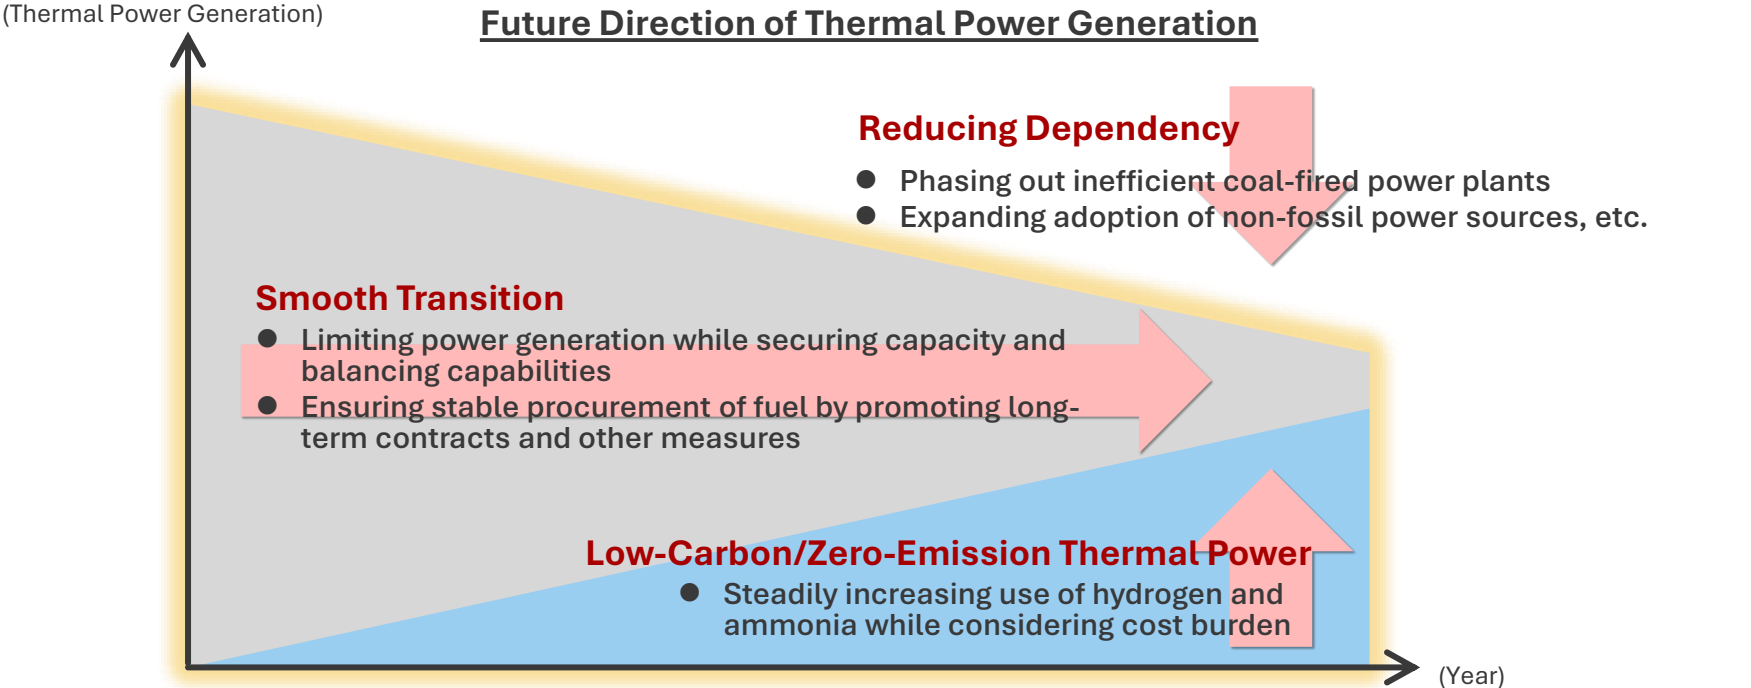 (Thermal Power Generation)
Future Direction of Thermal Power Generation
Reducing Dependency
● Phasing out inefficient coal-fired power plants
● Expanding adoption of non-fossil power sources, etc.
Smooth Transition
● Limiting power generation while securing capacity and
balancing capabilities
● Ensuring stable procurement of fuel by promoting long-
term contracts and other measures
Low-Carbon/Zero-Emission Thermal Power
● Steadily increasing use of hydrogen and
ammonia while considering cost burden
(Year)